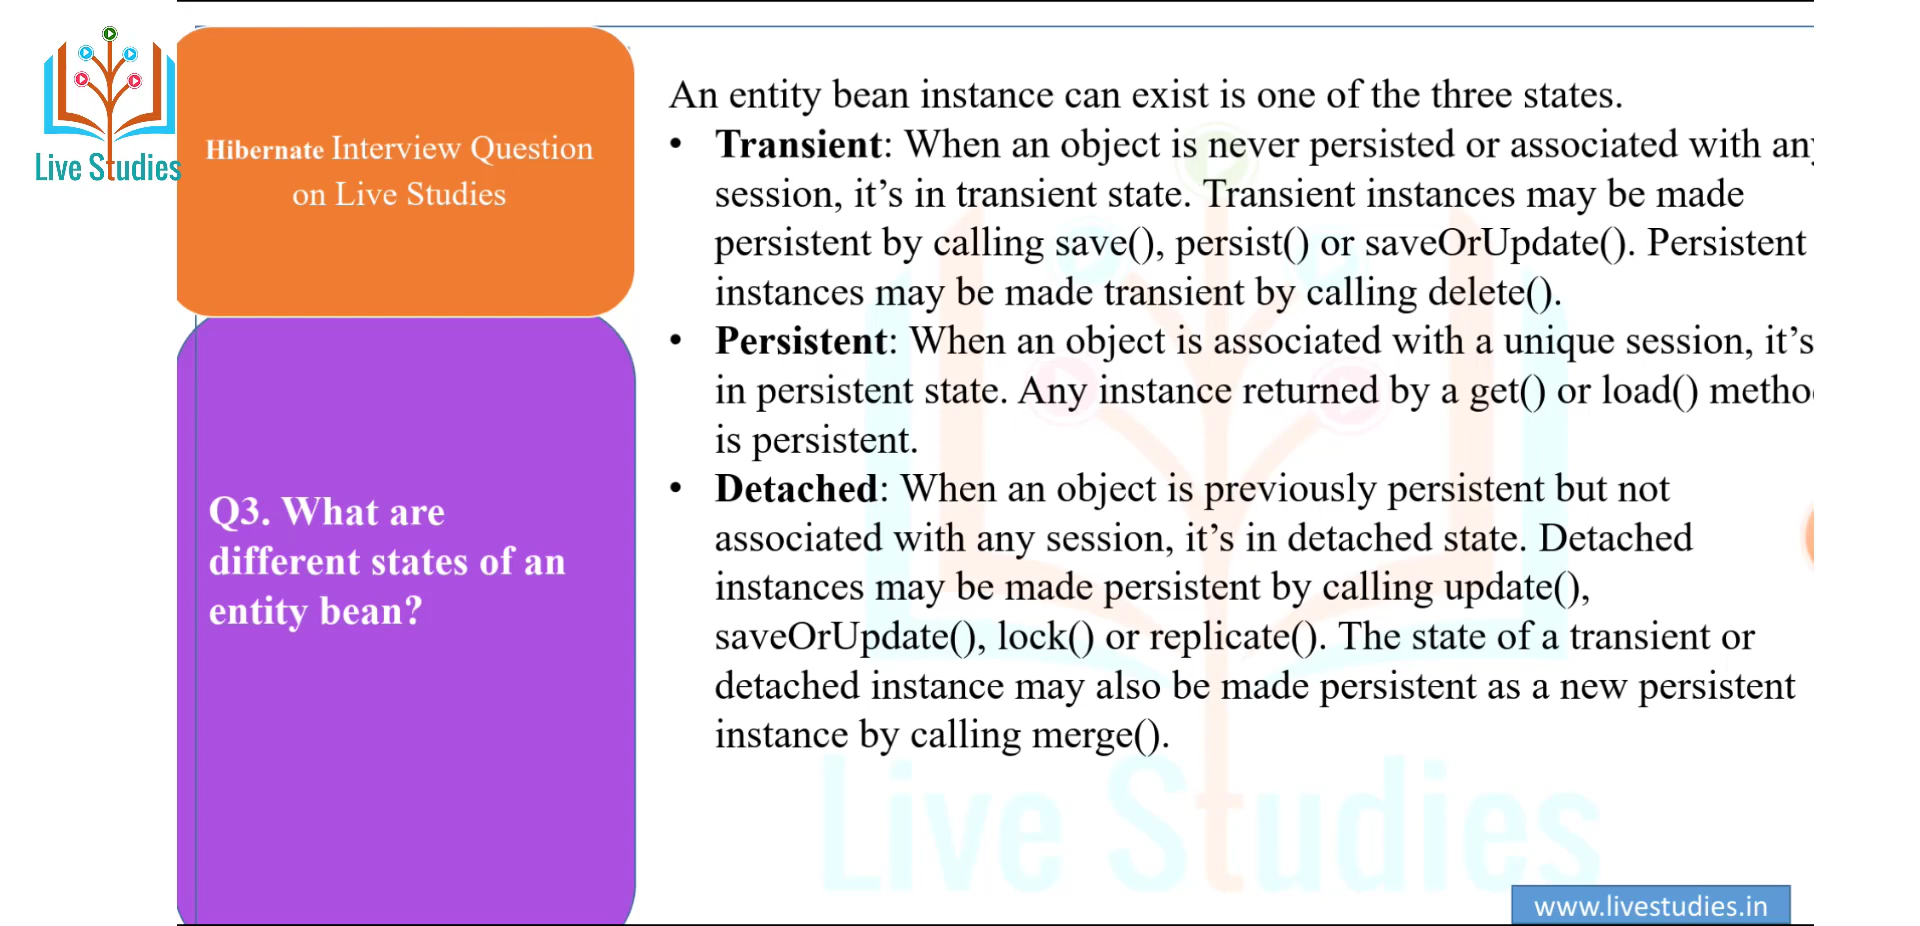 Live Studies
Hibernate Interview Question
on Live Studies
Q3. What are
different states of an
entity bean?
An entity bean instance can exist is one of the three states.
• Transient: When an object is never persisted or associated with any
session, it’s in transient state. Transient instances may be made
persistent by calling save(), persist() or saveOrUpdate(). Persistent
instances may be made transient by calling delete().
• Persistent: When an object is associated with a unique session, it’s
in persistent state. Any instance returned by a get() or load() metho
is persistent.
• Detached: When an object is previously persistent but not
associated with any session, it’s in detached state. Detached
instances may be made persistent by calling update(),
saveOrUpdate(), lock() or replicate(). The state of a transient or
detached instance may also be made persistent as a new persistent
instance by calling merge().
Live Studies
www.livestudies.in